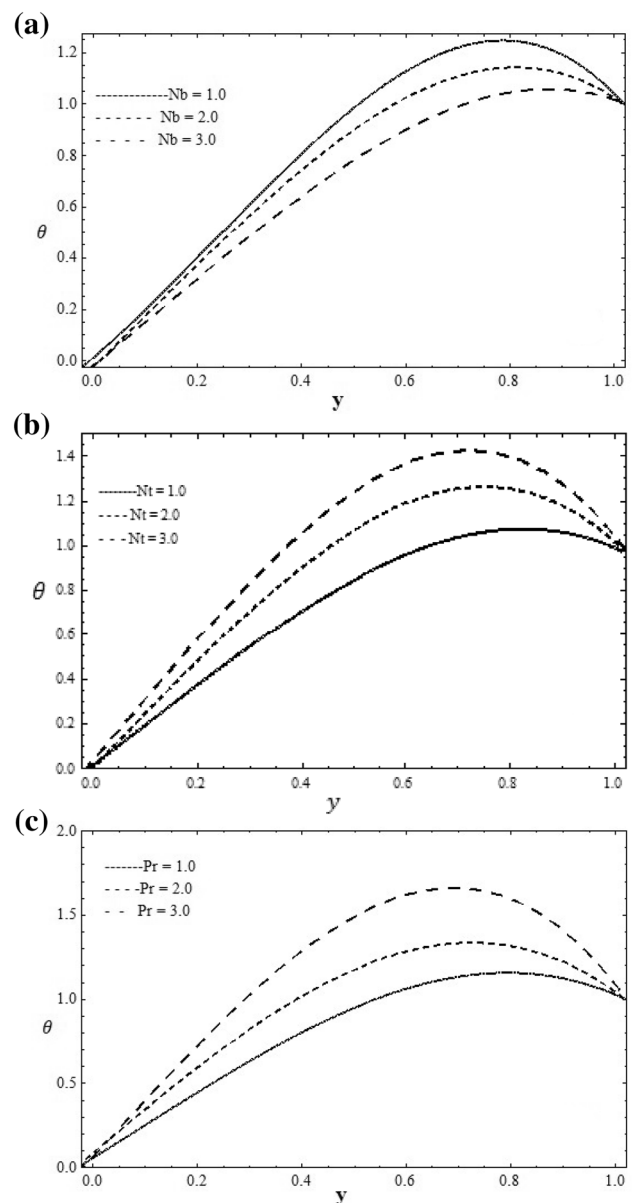 (a)
1.2
Nb = 1.0
Nb = 2.0
1.0
Nb = 3.0
0.8
0.6
θ
0.4
0.2
0.0
0.0 0.2 0.4 0.6 0.8 1.0
y
(b)
1.4
Nt = 1.0
1.2
Nt = 2.0
Nt = 3.0
1.0
0.8
θ
0.6
0.4
0.2
0.0
0.0 0.2 0.4 0.6 0.8 1.0
y
(c)
2.0
Pr = 1.0
Pr = 2.0
Pr = 3.0
1.5
1.0
θ
0.5
0.0
0.0 0.2 0.4 0.6 0.8 1.0
y